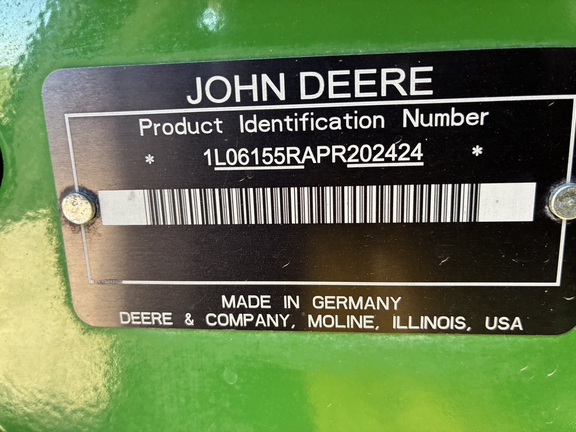 JOHN DEERE
Product Identification Number
* 1L06155RAPR202424 *
MADE IN GERMANY
DEERE & COMPANY, MOLINE, ILLINOIS, USA